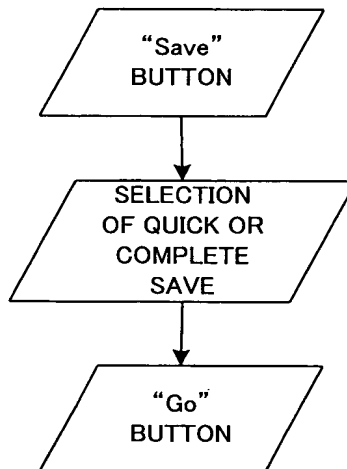 “Save”
BUTTON
SELECTION
OF QUICK OR
COMPLETE
SAVE
“Go”
BUTTON